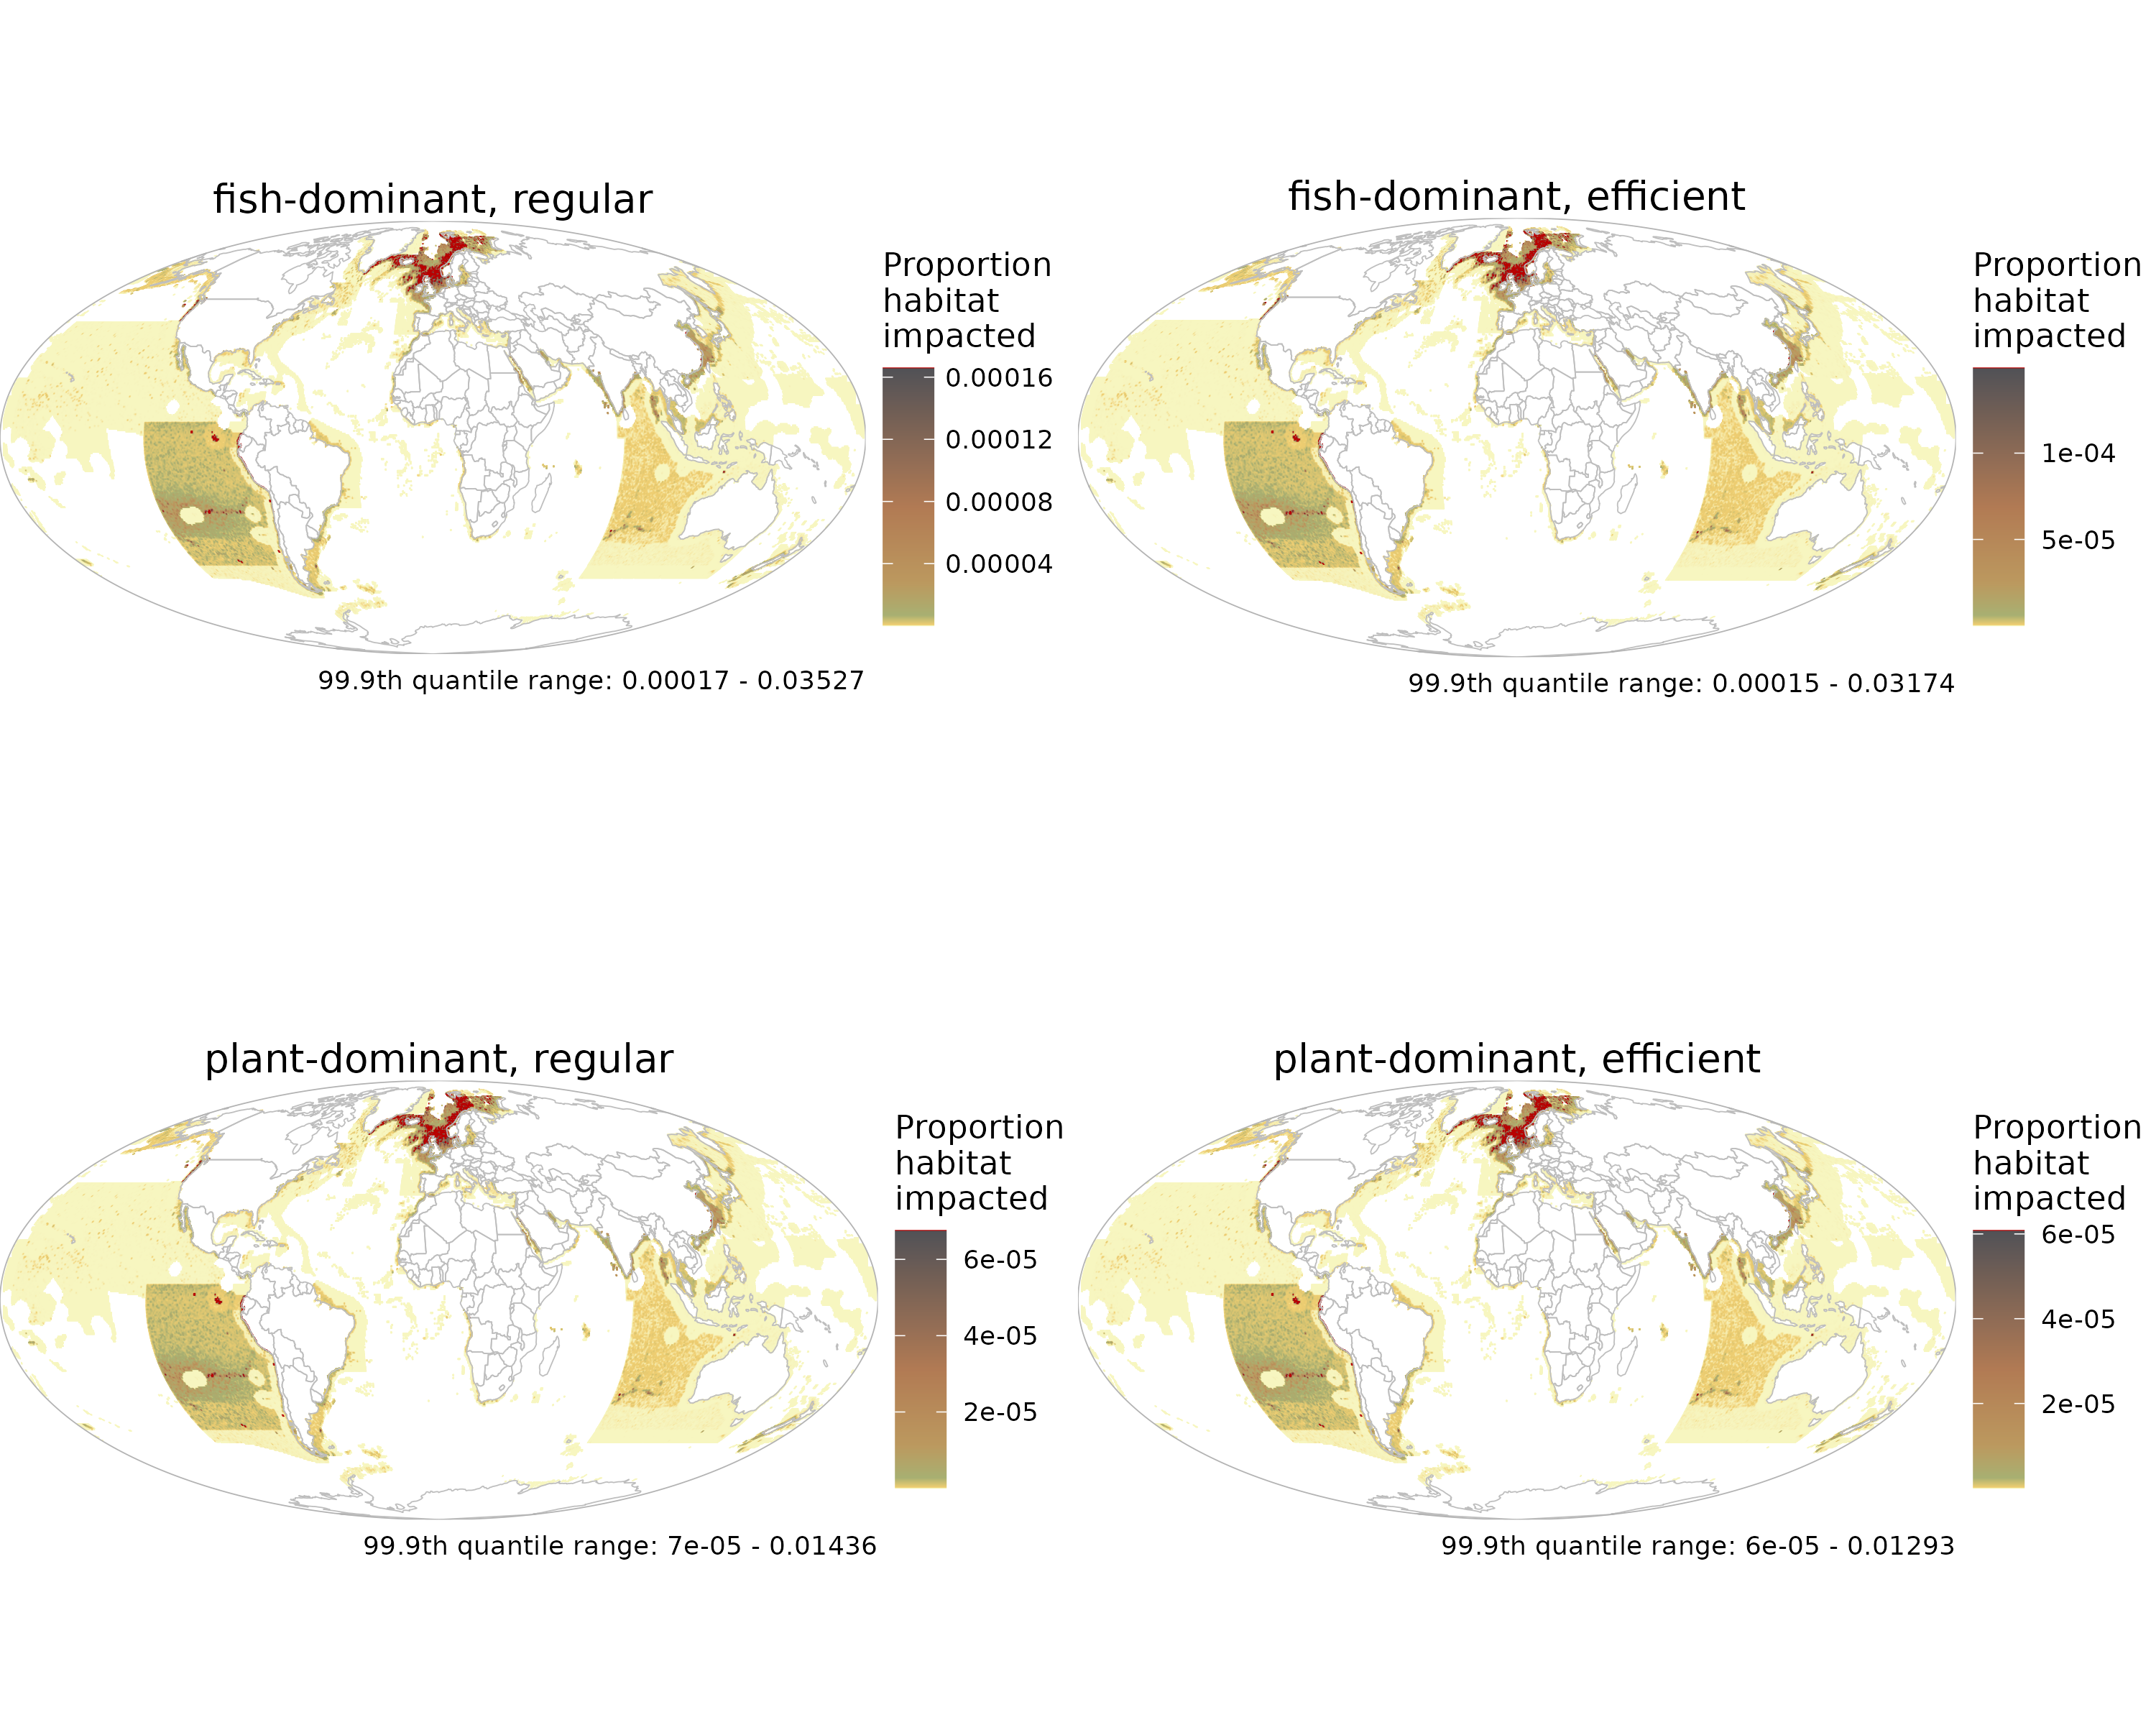 fish-dominant, regular
Proportion
habitat
impacted
0.00016
0.00012
0.00008
0.00004
99.9th quantile range: 0.00017 - 0.03527
fish-dominant, efficient
Proportion
habitat
impacted
1e-04
5e-05
99.9th quantile range: 0.00015 - 0.03174
plant-dominant, regular
Proportion
habitat
impacted
6e-05
4e-05
2e-05
99.9th quantile range: 7e-05 - 0.01436
plant-dominant, efficient
Proportion
habitat
impacted
6e-05
4e-05
2e-05
99.9th quantile range: 6e-05 - 0.01293